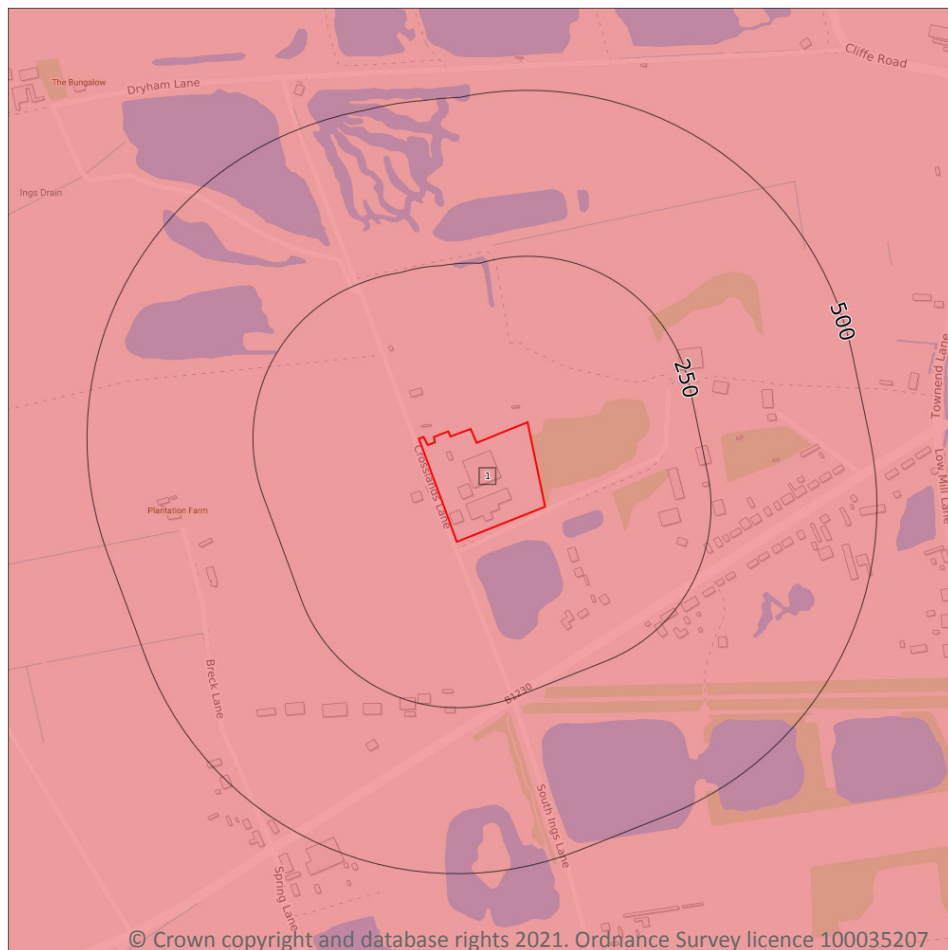 Cliffe Road
The Bungalow
Dryham Lane
Ings Drain
500
Townend Lane
250
Crosslands Lane
1
Low Mill Lane
Plantation Farm
Breck Lane
B1230
South Ings Lane
Spring Lane
© Crown copyright and database rights 2021. Ordnance Survey licence 100035207